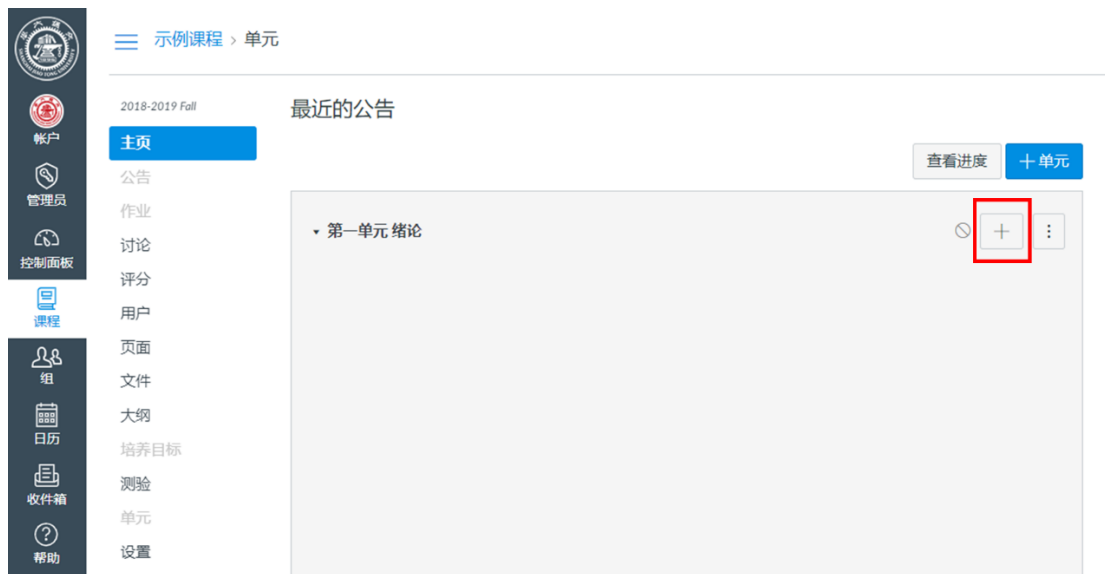 示例课程 › 单元
帐户
管理员
控制面板
课程
组
日历
收件箱
帮助
2018-2019 Fall
主页
公告
作业
讨论
评分
用户
页面
文件
大纲
培养目标
测验
单元
设置
最近的公告
查看进度
＋单元
第一单元 绪论